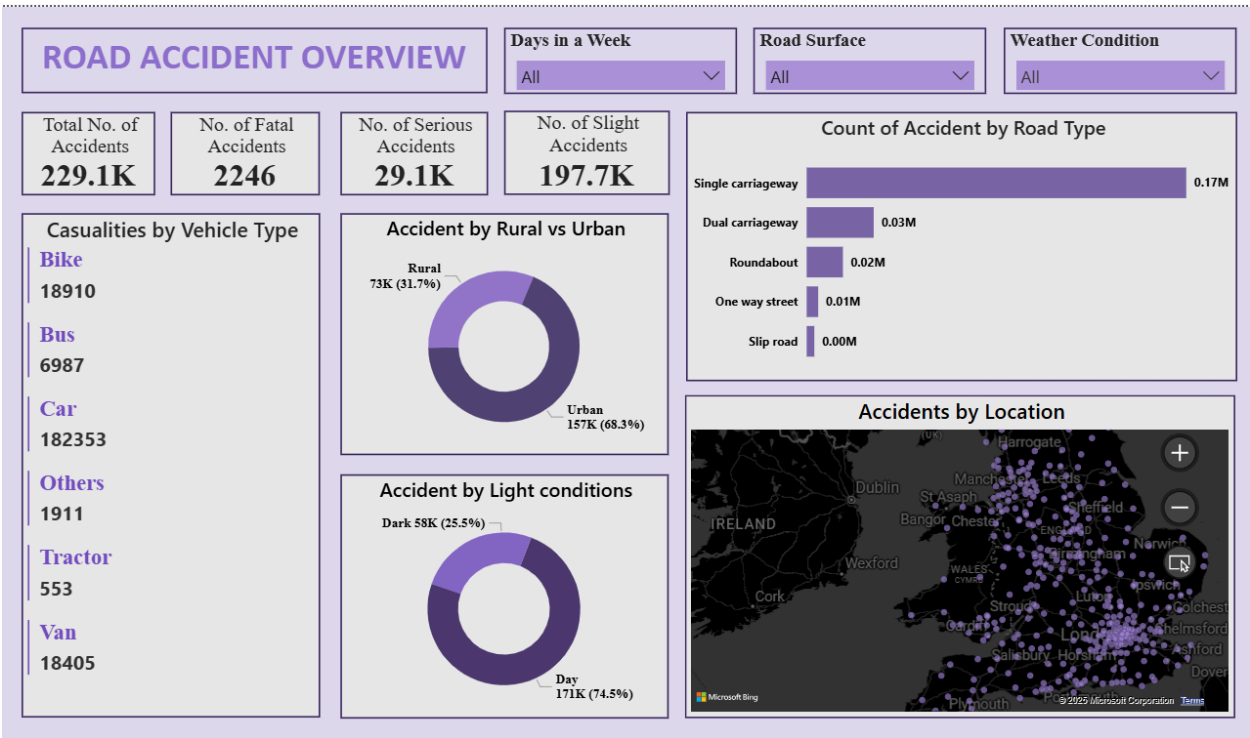 ROAD ACCIDENT OVERVIEW
Days in a Week
All
Road Surface
All
Weather Condition
All
Total No. of
Accidents
229.1K
No. of Fatal
Accidents
2246
No. of Serious
Accidents
29.1K
No. of Slight
Accidents
197.7K
Casualities by Vehicle Type
Bike
18910
Bus
6987
Car
182353
Others
1911
Tractor
553
Van
18405
Accident by Rural vs Urban
Rural
73K (31.7%)
Urban
157K (68.3%)
Accident by Light conditions
Dark 58K (25.5%)
Day
171K (74.5%)
Count of Accident by Road Type
Single carriageway
0.17M
Dual carriageway
0.03M
Roundabout
0.02M
One way street
0.01M
Slip road
0.00M
Accidents by Location
(UK)
Harrogate
Dublin
Manchester
Leeds
St Asaph
Sheffield
Bangor
Chester
IRELAND
ENGLAND
Norwich
Birmingham
Wexford
WALES
CYMRU
Ipswich
Cork
Stroud
Luton
Colchest
Cardiff
London
Chelmsford
Salisbury
Horsham
Ashford
Dover
Plymouth
Portsmouth
Microsoft Bing
© 2025 Microsoft Corporation
Terms